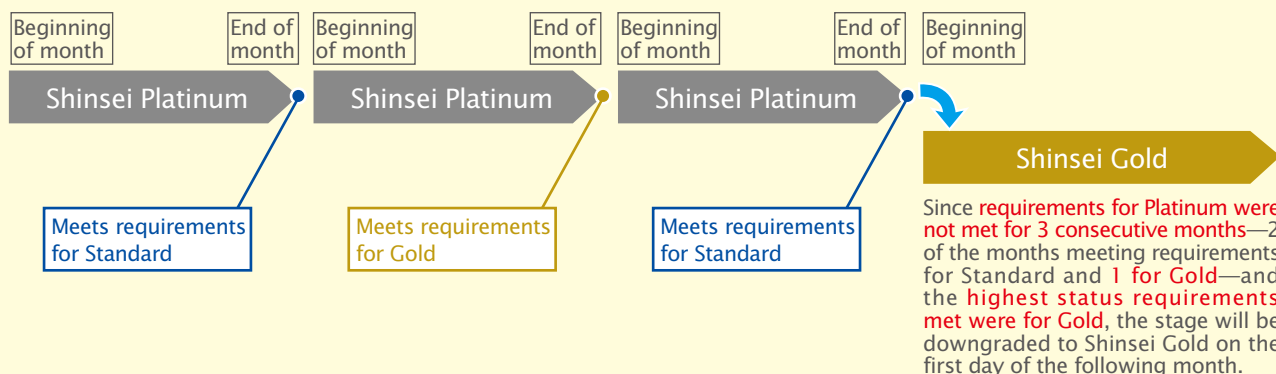 Beginning
of month
End of
month
Beginning
of month
End of
month
Beginning
of month
End of
month
Beginning
of month
Shinsei Platinum
Shinsei Platinum
Shinsei Platinum
Shinsei Gold
Meets requirements
for Standard
Meets requirements
for Gold
Meets requirements
for Standard
Since requirements for Platinum were
not met for 3 consecutive months—2
of the months meeting requirements
for Standard and 1 for Gold—and
the highest status requirements
met were for Gold, the stage will be
downgraded to Shinsei Gold on the
first day of the following month.